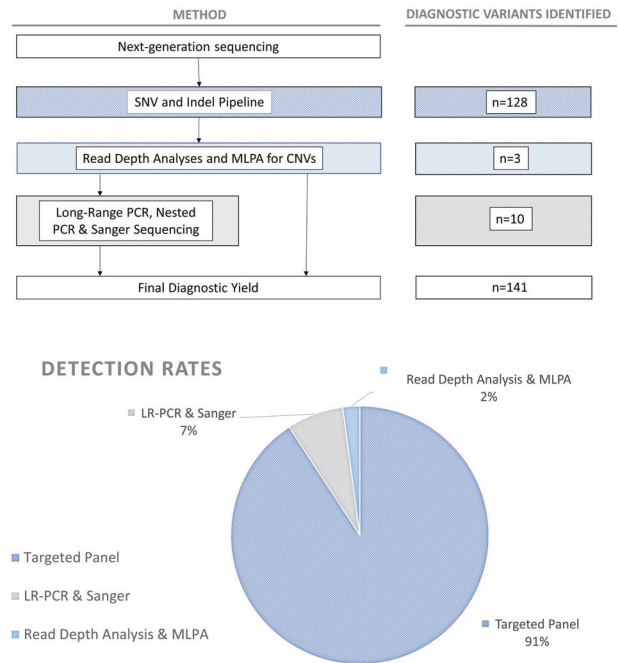 METHOD
DIAGNOSTIC VARIANTS IDENTIFIED
Next-generation sequencing
SNV and Indel Pipeline
n=128
Read Depth Analyses and MLPA for CNVs
n=3
Long-Range PCR, Nested
PCR & Sanger Sequencing
n=10
Final Diagnostic Yield
n=141
DETECTION RATES
Read Depth Analysis & MLPA
2%
LR-PCR & Sanger
7%
Targeted Panel
LR-PCR & Sanger
Read Depth Analysis & MLPA
Targeted Panel
91%